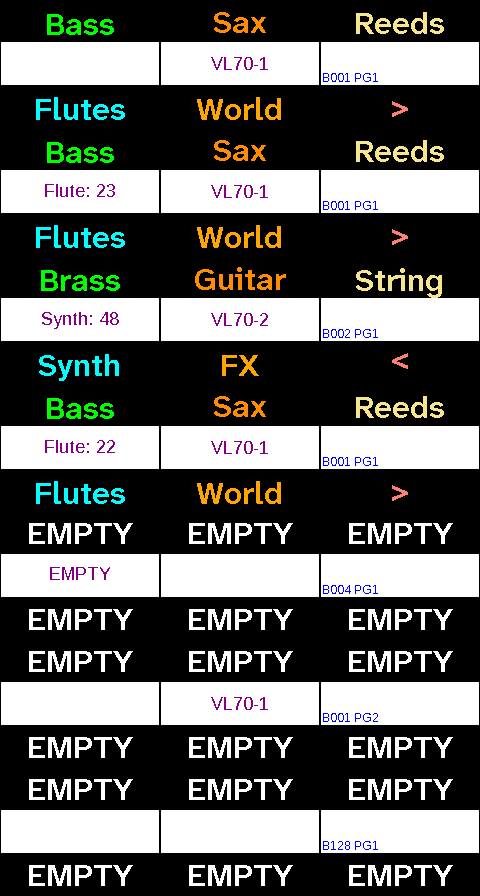 Bass Sax Reeds
VL70-1
B001 PG1
Flutes World >
Bass Sax Reeds
Flute: 23 VL70-1
B001 PG1
Flutes World >
Brass Guitar String
Synth: 48 VL70-2
B002 PG1
Synth FX <
Bass Sax Reeds
Flute: 22 VL70-1
B001 PG1
Flutes World >
EMPTY EMPTY EMPTY
EMPTY
B004 PG1
EMPTY EMPTY EMPTY
EMPTY EMPTY EMPTY
VL70-1
B001 PG2
EMPTY EMPTY EMPTY
EMPTY EMPTY EMPTY
B128 PG1
EMPTY EMPTY EMPTY